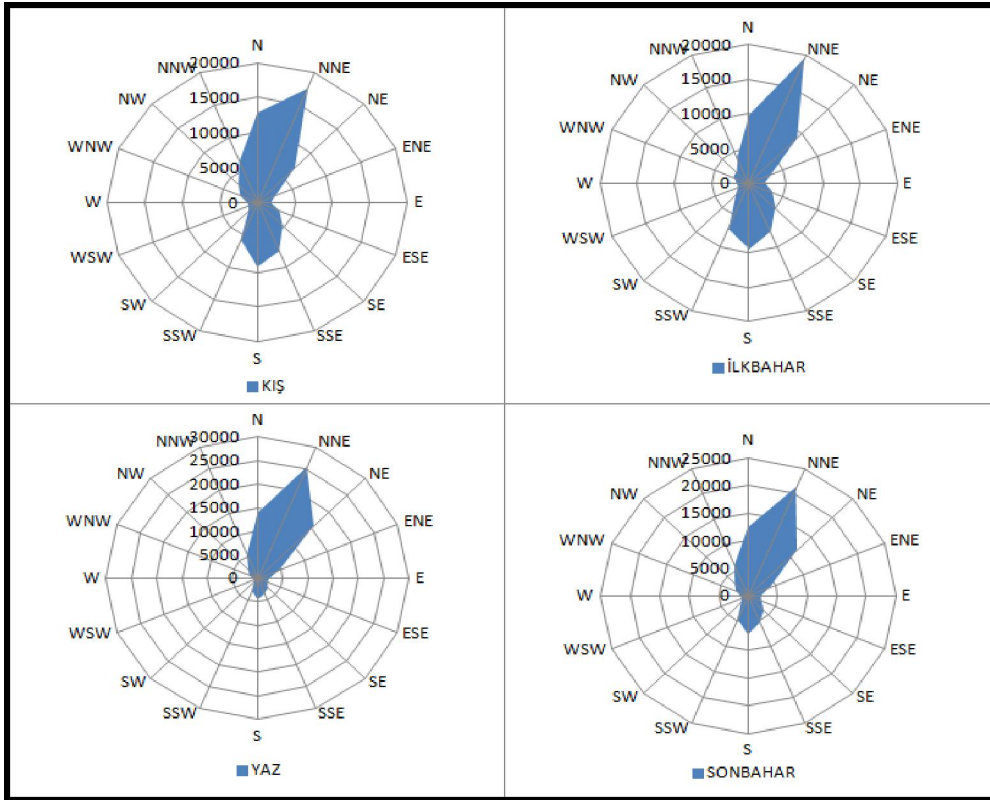 N
20000
NNW
NNE
15000
NW
NE
10000
WNW
ENE
5000
W
0
E
WSW
ESE
SW
SE
SSW
SSE
S
KIŞ
N
20000
NNW
NNE
15000
NW
NE
10000
WNW
ENE
5000
W
0
E
WSW
ESE
SW
SE
SSW
SSE
S
İLKBAHAR
N
30000
NNW
NNE
25000
NW
NE
20000
15000
WNW
ENE
10000
5000
W
0
E
WSW
ESE
SW
SE
SSW
SSE
S
YAZ
N
25000
NNW
NNE
20000
NW
NE
15000
WNW
ENE
10000
5000
W
0
E
WSW
ESE
SW
SE
SSW
SSE
S
SONBAHAR